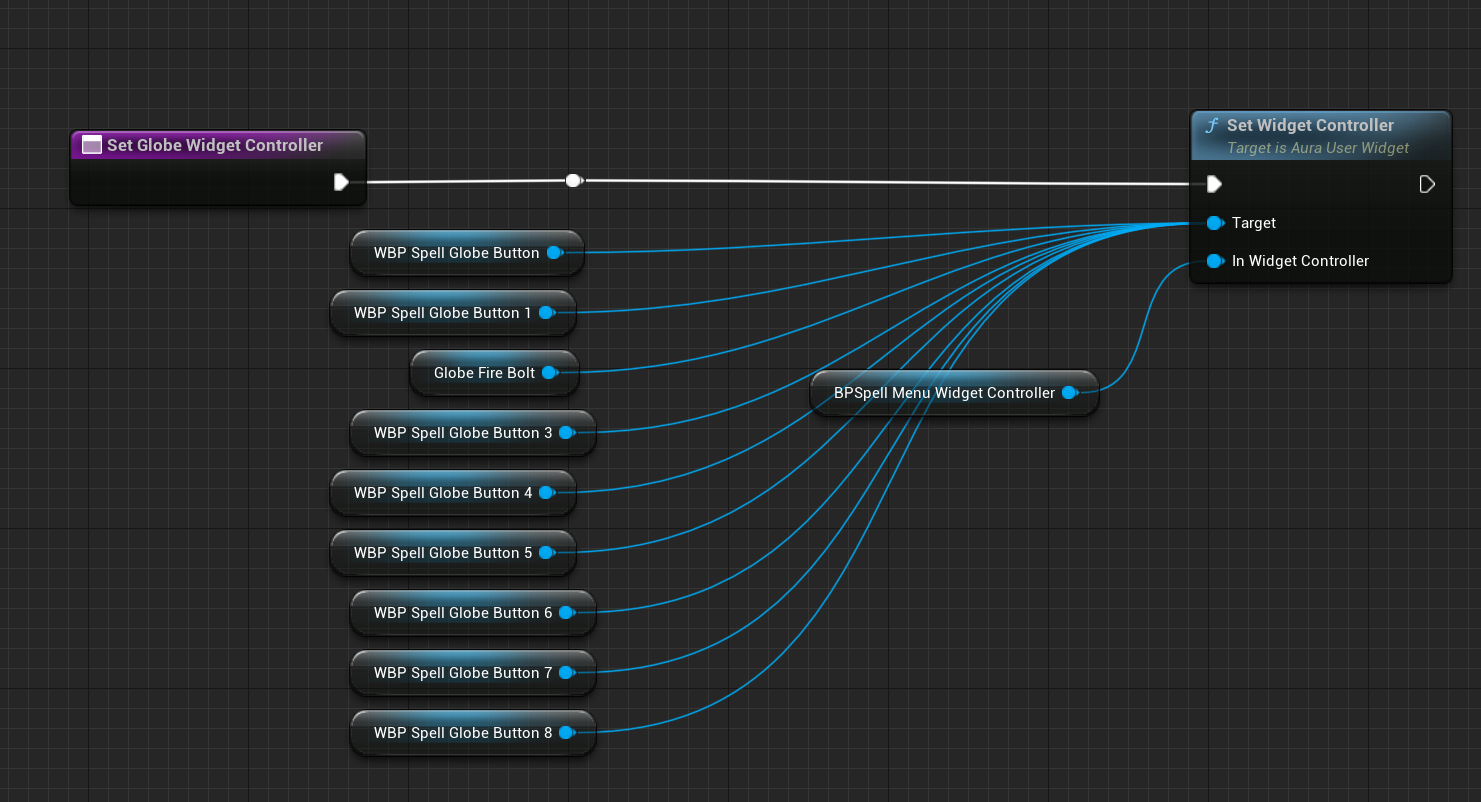 Set Globe Widget Controller
f Set Widget Controller
Target is Aura User Widget
Target
In Widget Controller
WBP Spell Globe Button
WBP Spell Globe Button 1
Globe Fire Bolt
BPSpell Menu Widget Controller
WBP Spell Globe Button 3
WBP Spell Globe Button 4
WBP Spell Globe Button 5
WBP Spell Globe Button 6
WBP Spell Globe Button 7
WBP Spell Globe Button 8